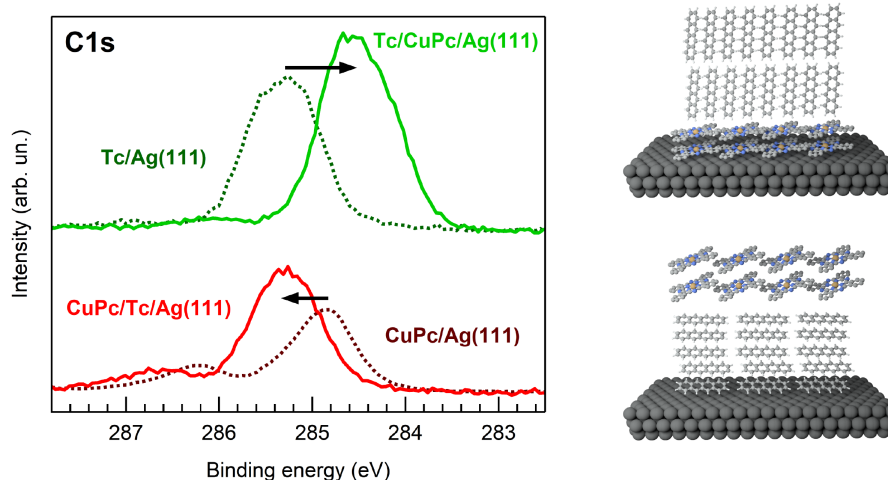 C1s
Tc/CuPc/Ag(111)
Tc/Ag(111)
CuPc/Tc/Ag(111)
CuPc/Ag(111)
Intensity (arb. un.)
287 286 285 284 283
Binding energy (eV)